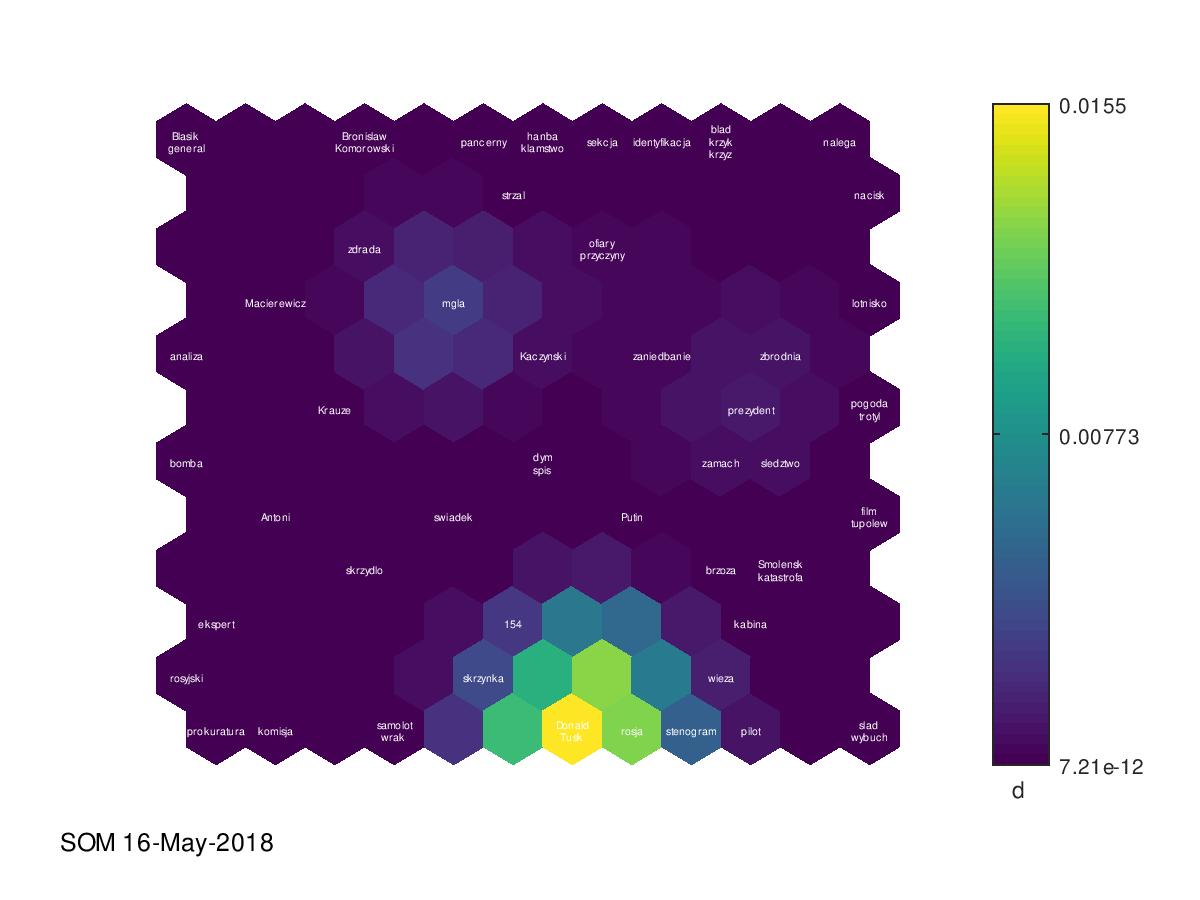 0.0155
Blasik
general
Bronislaw
Komorowski
pancerny
hanba
klamstwo
sekcja
identyfikacja
blad
krzyk
krzyz
nalega
strzal
nacisk
zdrada
ofiary
przyczyny
Macierewicz
mgla
lotnisko
analiza
Kaczynski
zaniedbanie
zbrodnia
Krauze
prezydent
pogoda
trotyl
0.00773
bomba
dym
spis
zamach
sledztwo
Antoni
swiadek
Putin
film
tupolew
skrzydlo
brzoza
Smolensk
katastrofa
ekspert
154
kabina
rosyjski
skrzynka
wieza
prokuratura
komisja
samolot
wrak
Donald
Tusk
rosja
stenogram
pilot
slad
wybuch
7.21e-12
d
SOM 16-May-2018